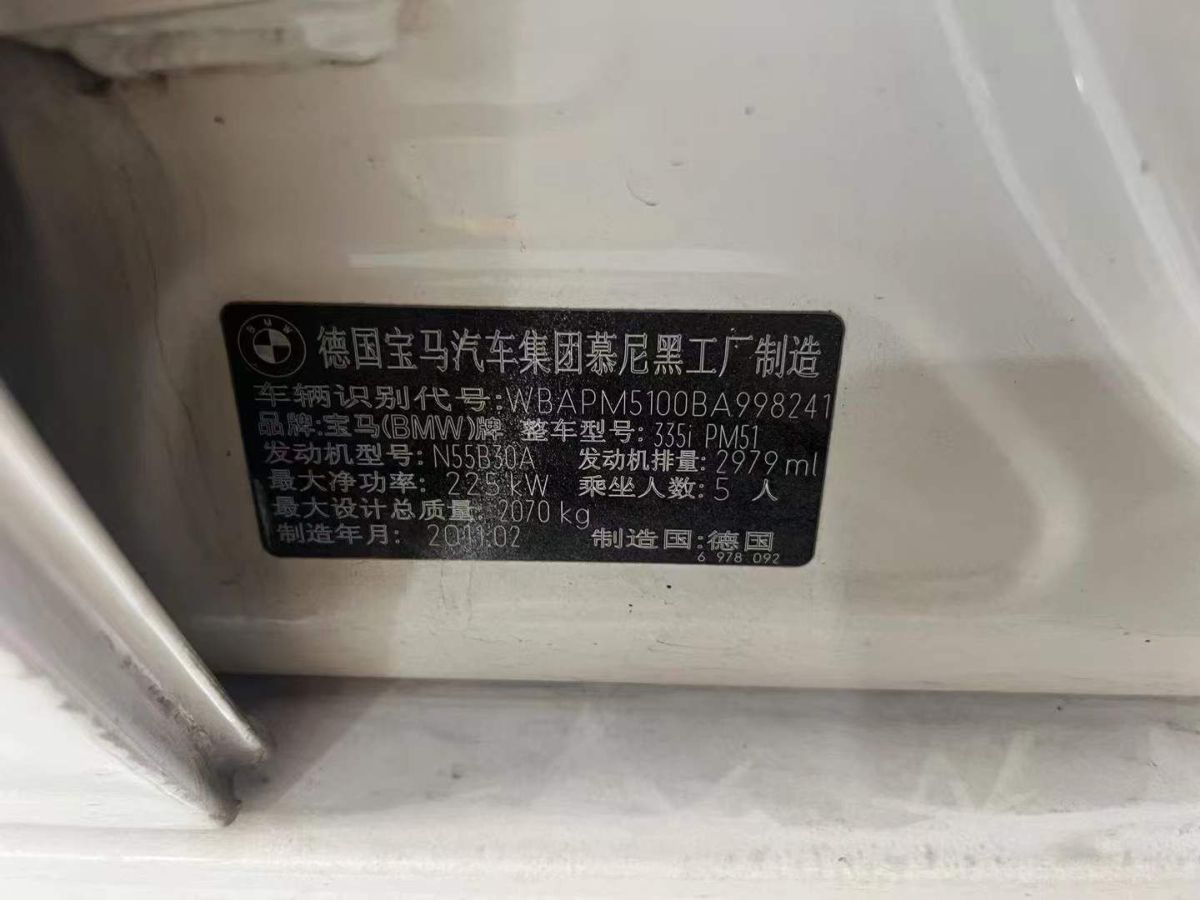 BMW
德国宝马汽车集团慕尼黑工厂制造
车辆识别代号:WBAPM5100BA998241
品牌:宝马(BMW)牌 整车型号: 335i PM51
发动机型号: N55B30A 发动机排量: 2979 ml
最大净功率: 225 kW 乘坐人数: 5 人
最大设计总质量: 2070 kg
制造年月: 2011.02 制造国:德国
6 978 092